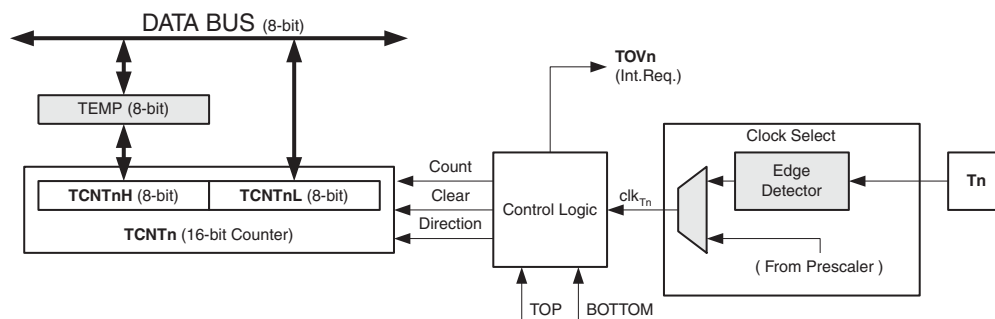 DATA BUS (8-bit)
TEMP (8-bit)
TCNTnH (8-bit) TCNTnL (8-bit)
TCNTn (16-bit Counter)
Count
Clear
Direction
Control Logic
TOVn
(Int.Req.)
TOP
BOTTOM
clkTn
Clock Select
Edge
Detector
( From Prescaler )
Tn